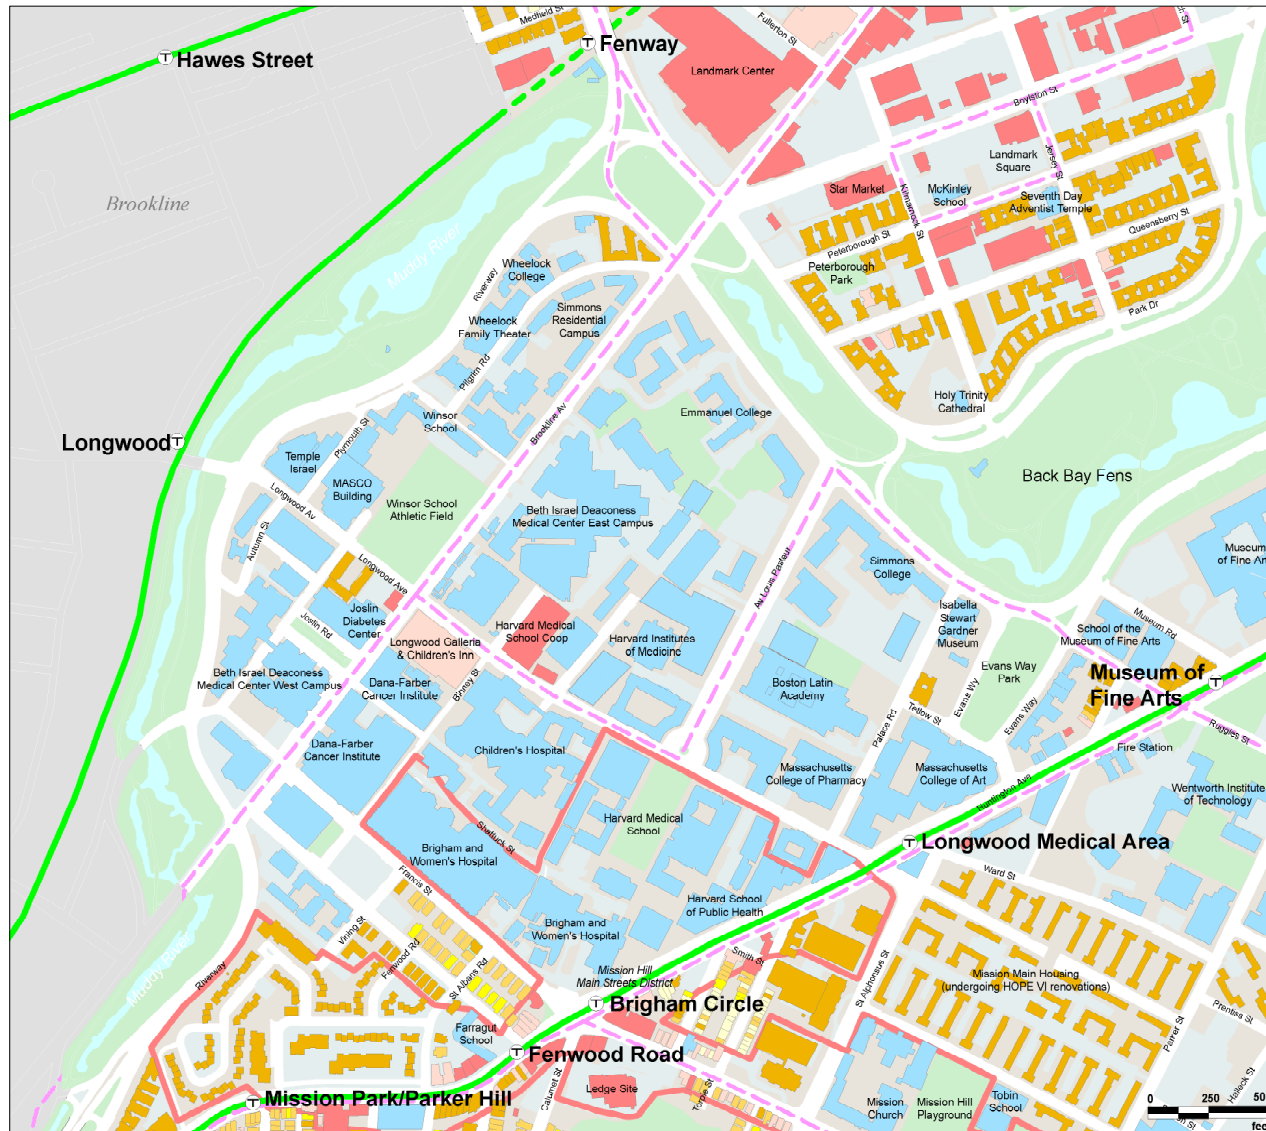 Medfield St
Fullerton St
Fenway
Hawes Street
Landmark Center
Boylston St
Jersey St
Landmark
Square
Star Market
Kilmarnock St
McKinley
School
Seventh Day
Adventist Temple
Brookline
Queensberry St
Peterborough St
Muddy River
Peterborough
Park
Wheelock
College
Riverway
Park Dr
Simmons
Residential
Campus
Wheelock
Family Theater
Pilgrim Rd
Holy Trinity
Cathedral
Emmanuel College
Winsor
School
Plymouth St
Brookline Av
Longwood
Temple
Israel
MASCO
Building
Back Bay Fens
Longwood Av
Winsor School
Athletic Field
Beth Israel Deaconess
Medical Center East Campus
Autumn St
Museum
of Fine Ar
Av Louis Pasteur
Simmons
College
Longwood Ave
Joslin
Diabetes
Center
Joslin Rd
Isabella
Stewart
Gardner
Museum
Museum Rd
School of the
Museum of Fine Arts
Harvard Medical
School Coop
Harvard Institutes
of Medicine
Longwood Galleria
& Children's Inn
Evans Way
Park
Museum of
Fine Arts
Beth Israel Deaconess
Medical Center West Campus
Dana-Farber
Cancer Institute
Binney St
Boston Latin
Academy
Evans Wy
Evans Way
Tetlow St
Palace Rd
Ruggles St
Fire Station
Dana-Farber
Cancer Institute
Children's Hospital
Massachusetts
College of Pharmacy
Massachusetts
College of Art
Huntington Ave
Wentworth Institute
of Technology
Harvard Medical
School
Shattuck St
Brigham and
Women's Hospital
Longwood Medical Area
Francis St
Ward St
Harvard School
of Public Health
Brigham and
Women's Hospital
Vining St
Fenwood Rd
St Albans Rd
Muddy River
Riverway
Smith St
Mission Hill
Main Streets District
St Alphonsus St
Mission Main Housing
(undergoing HOPE VI renovations)
Brigham Circle
Prentiss St
Parker St
Farragut
School
Fenwood Road
Calumet St
Ledge Site
Mission Park/Parker Hill
Mission
Church
Mission Hill
Playground
Tobin
School
Halleck St
0 250 50
fee